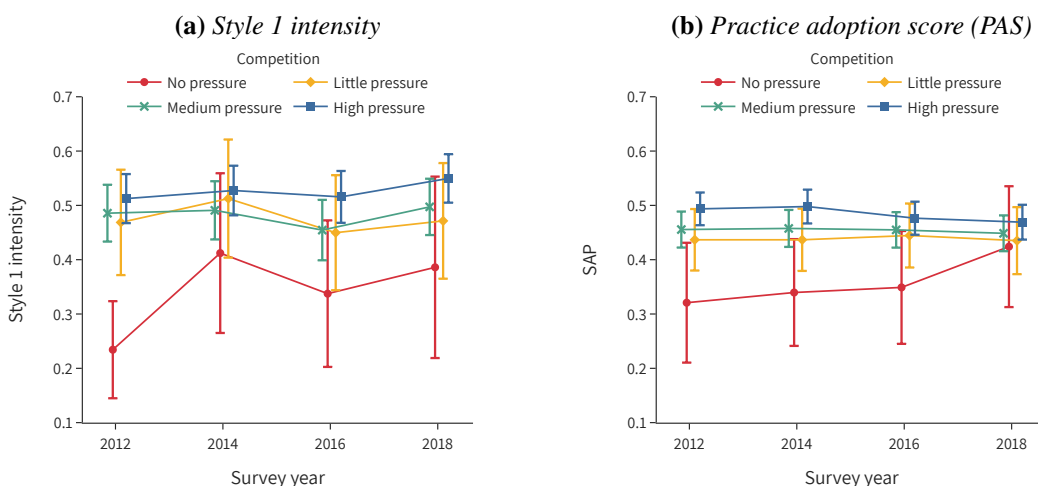 (a) Style 1 intensity
Competition
No pressure Little pressure
Medium pressure High pressure
0.7
0.6
0.5
0.4
0.3
0.2
0.1
Style 1 intensity
2012 2014 2016 2018
Survey year
(b) Practice adoption score (PAS)
Competition
No pressure Little pressure
Medium pressure High pressure
0.7
0.6
0.5
0.4
0.3
0.2
0.1
SAP
2012 2014 2016 2018
Survey year